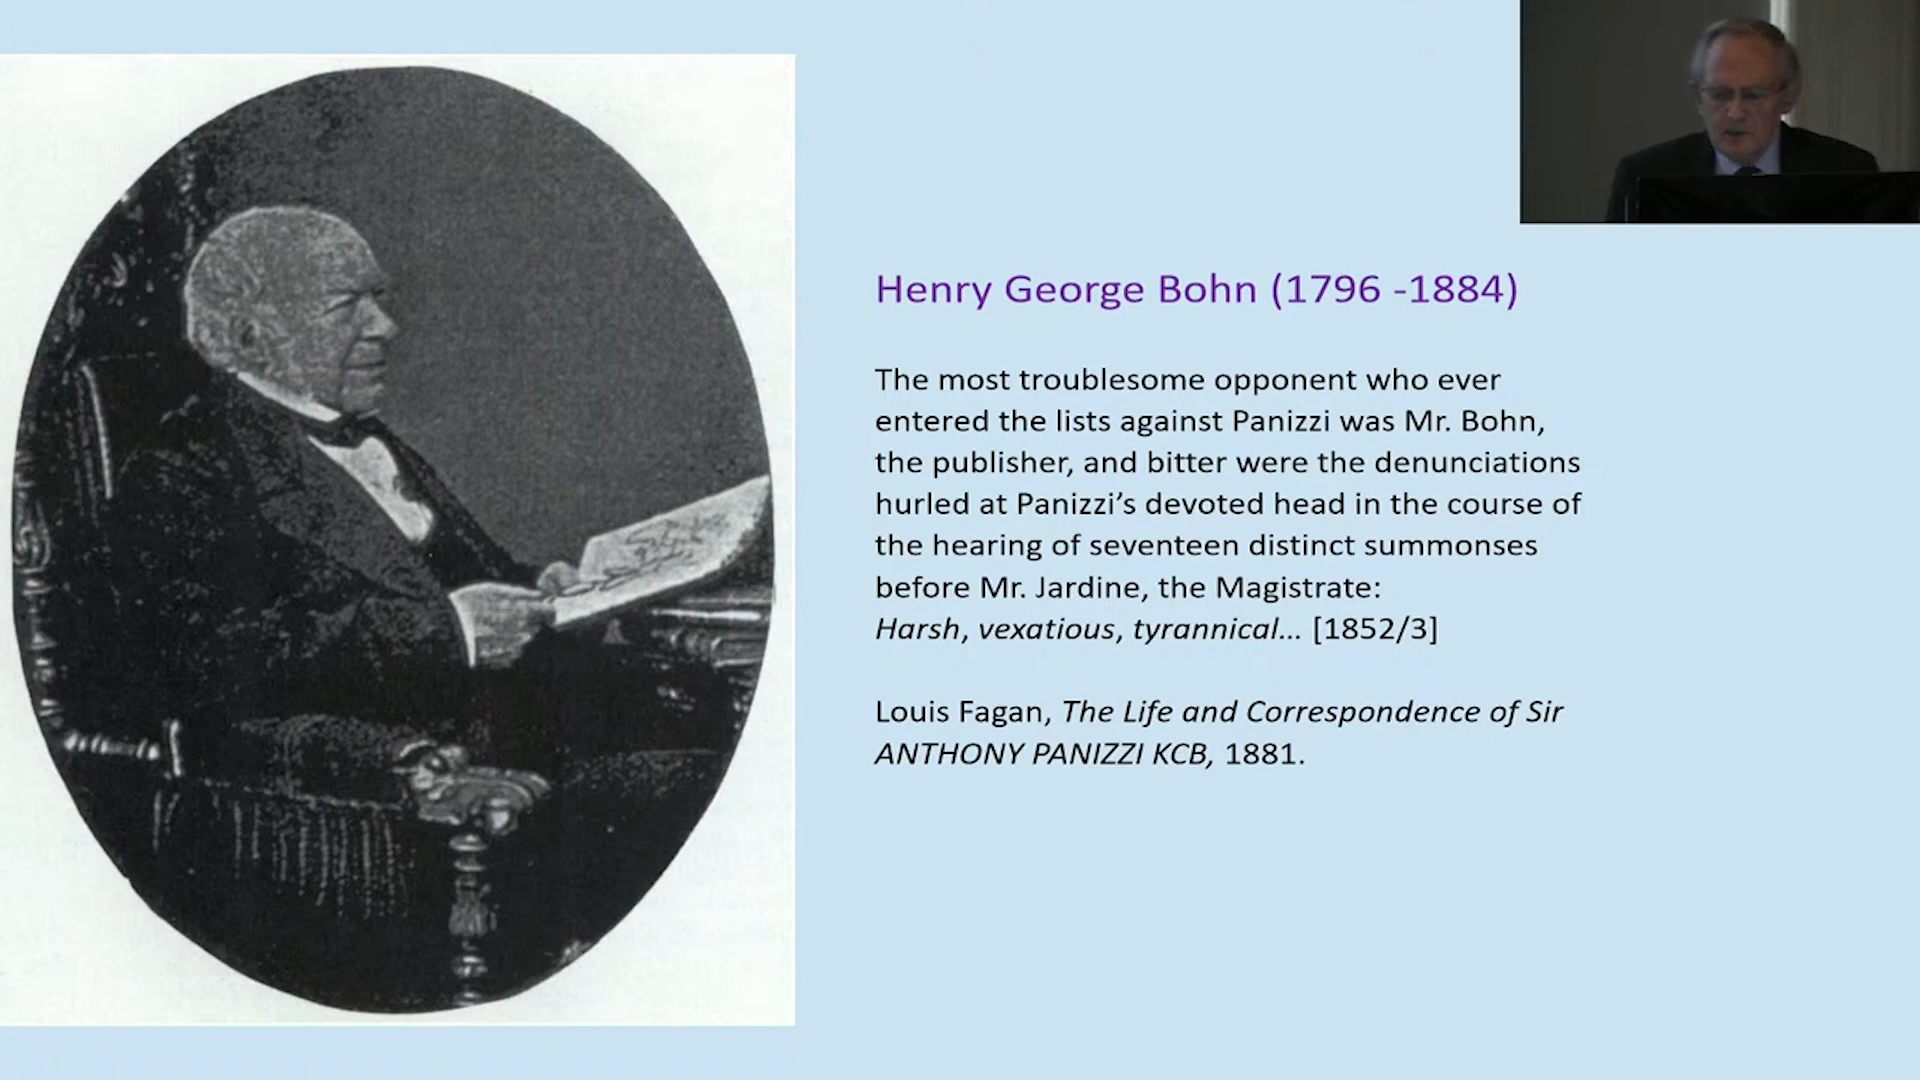 Henry George Bohn (1796 -1884)
The most troublesome opponent who ever
entered the lists against Panizzi was Mr. Bohn,
the publisher, and bitter were the denunciations
hurled at Panizzi’s devoted head in the course of
the hearing of seventeen distinct summonses
before Mr. Jardine, the Magistrate:
Harsh, vexatious, tyrannical... [1852/3]
Louis Fagan, The Life and Correspondence of Sir
ANTHONY PANIZZI KCB, 1881.